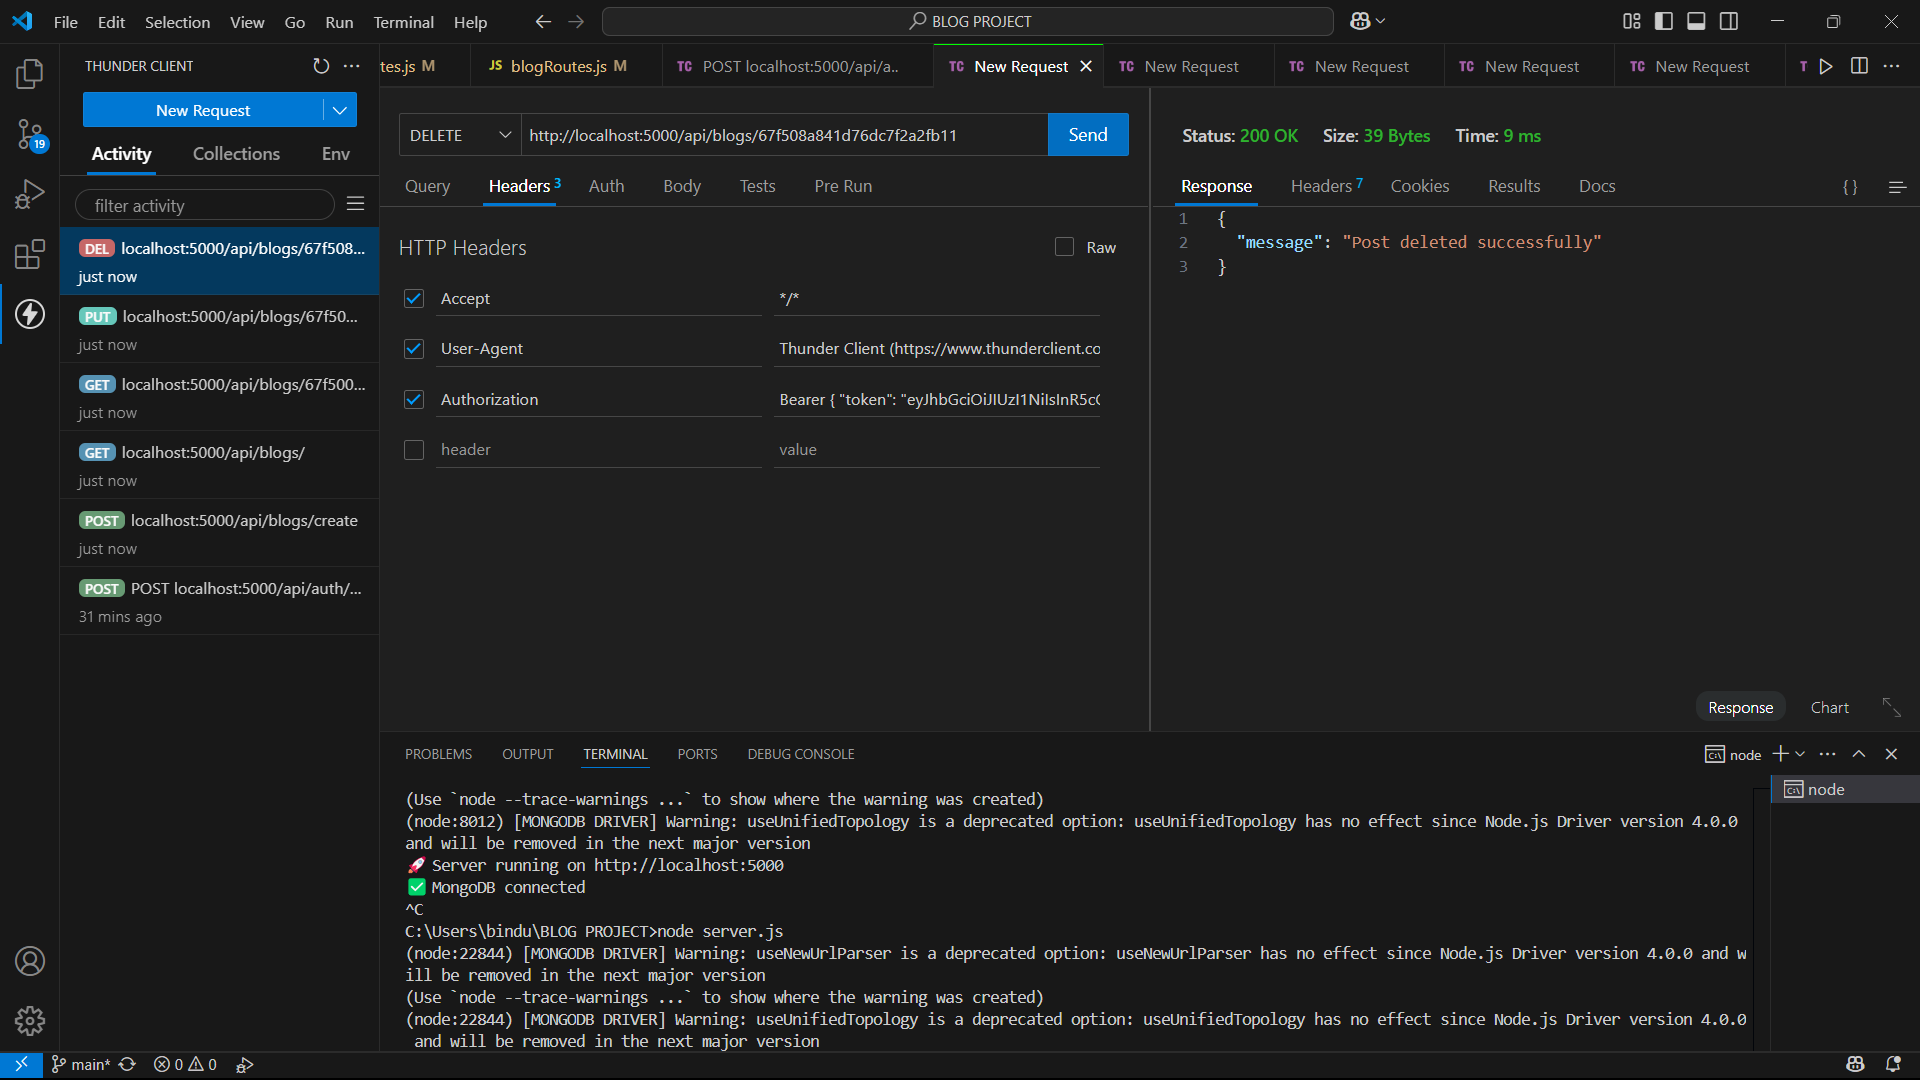 File Edit Selection View Go Run Terminal Help
BLOG PROJECT
THUNDER CLIENT
New Request
Activity Collections Env
filter activity
DEL localhost:5000/api/blogs/67f508...
just now
PUT localhost:5000/api/blogs/67f50...
just now
GET localhost:5000/api/blogs/67f500...
just now
GET localhost:5000/api/blogs/
just now
POST localhost:5000/api/blogs/create
just now
POST POST localhost:5000/api/auth/...
31 mins ago
19
tes.js M JS blogRoutes.js M TC POST localhost:5000/api/a.. TC New Request TC New Request TC New Request TC New Request TC New Request T
DELETE http://localhost:5000/api/blogs/67f508a841d76dc7f2a2fb11 Send
Query Headers 3 Auth Body Tests Pre Run
HTTP Headers Raw
Accept */*
User-Agent Thunder Client (https://www.thunderclient.co
Authorization Bearer { "token": "eyJhbGciOiJIUzI1NiIsInR5cC
header value
Status: 200 OK Size: 39 Bytes Time: 9 ms
Response Headers 7 Cookies Results Docs { }
1 {
2 "message": "Post deleted successfully"
3 }
Response Chart
PROBLEMS OUTPUT TERMINAL PORTS DEBUG CONSOLE
node
node
(Use `node --trace-warnings ...` to show where the warning was created)
(node:8012) [MONGODB DRIVER] Warning: useUnifiedTopology is a deprecated option: useUnifiedTopology has no effect since Node.js Driver version 4.0.0
and will be removed in the next major version
🚀 Server running on http://localhost:5000
✅ MongoDB connected
^C
C:\Users\bindu\BLOG PROJECT>node server.js
(node:22844) [MONGODB DRIVER] Warning: useNewUrlParser is a deprecated option: useNewUrlParser has no effect since Node.js Driver version 4.0.0 and w
ill be removed in the next major version
(Use `node --trace-warnings ...` to show where the warning was created)
(node:22844) [MONGODB DRIVER] Warning: useUnifiedTopology is a deprecated option: useUnifiedTopology has no effect since Node.js Driver version 4.0.0
and will be removed in the next major version
main* 0 0